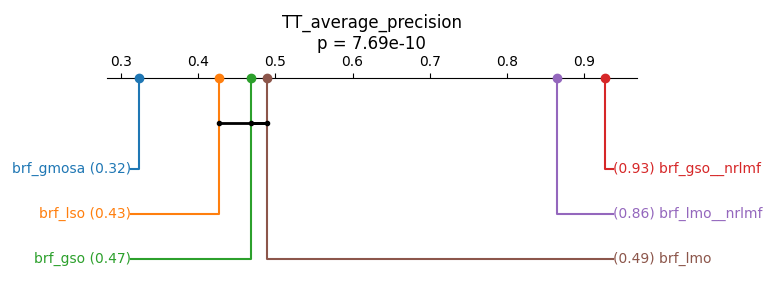 TT_average_precision
p = 7.69e-10
0.3 0.4 0.5 0.6 0.7 0.8 0.9
brf_gmosa (0.32) (0.93) brf_gso__nrlmf
brf_lso (0.43) (0.86) brf_lmo__nrlmf
brf_gso (0.47) (0.49) brf_lmo